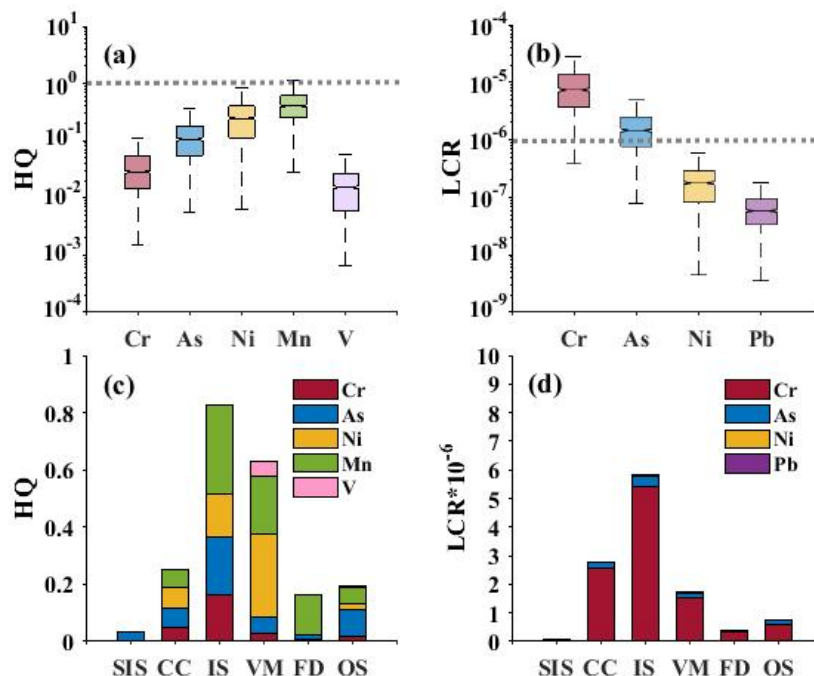 (a)
HQ
10^1
10^0
10^-1
10^-2
10^-3
10^-4
Cr As Ni Mn V
(b)
LCR
10^-4
10^-5
10^-6
10^-7
10^-8
10^-9
Cr As Ni Pb
(c)
HQ
1
0.8
0.6
0.4
0.2
0
Cr
As
Ni
Mn
V
SIS CC IS VM FD OS
(d)
LCR*10^-6
10
9
8
7
6
5
4
3
2
1
0
Cr
As
Ni
Pb
SIS CC IS VM FD OS